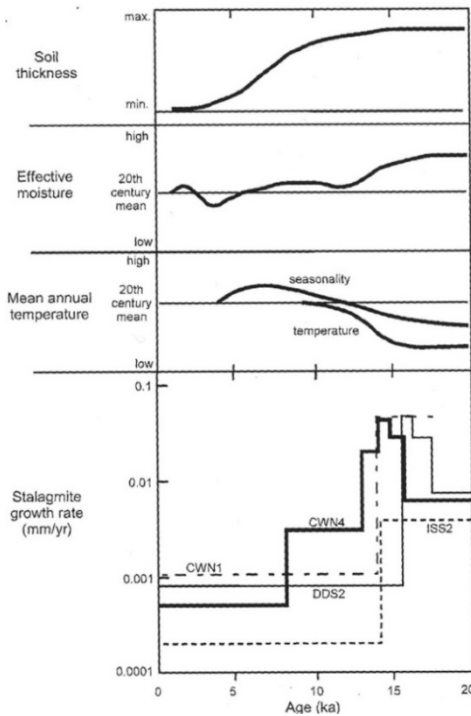 max.
Soil
thickness
min.
high
Effective
moisture
20th
century
mean
low
high
seasonality
Mean annual
temperature
20th
century
mean
temperature
low
0.1
0.01
Stalagmite
growth rate
(mm/yr)
CWN4
ISS2
CWN1
0.001
DDS2
0.0001
0 5 10 15 20
Age (ka)